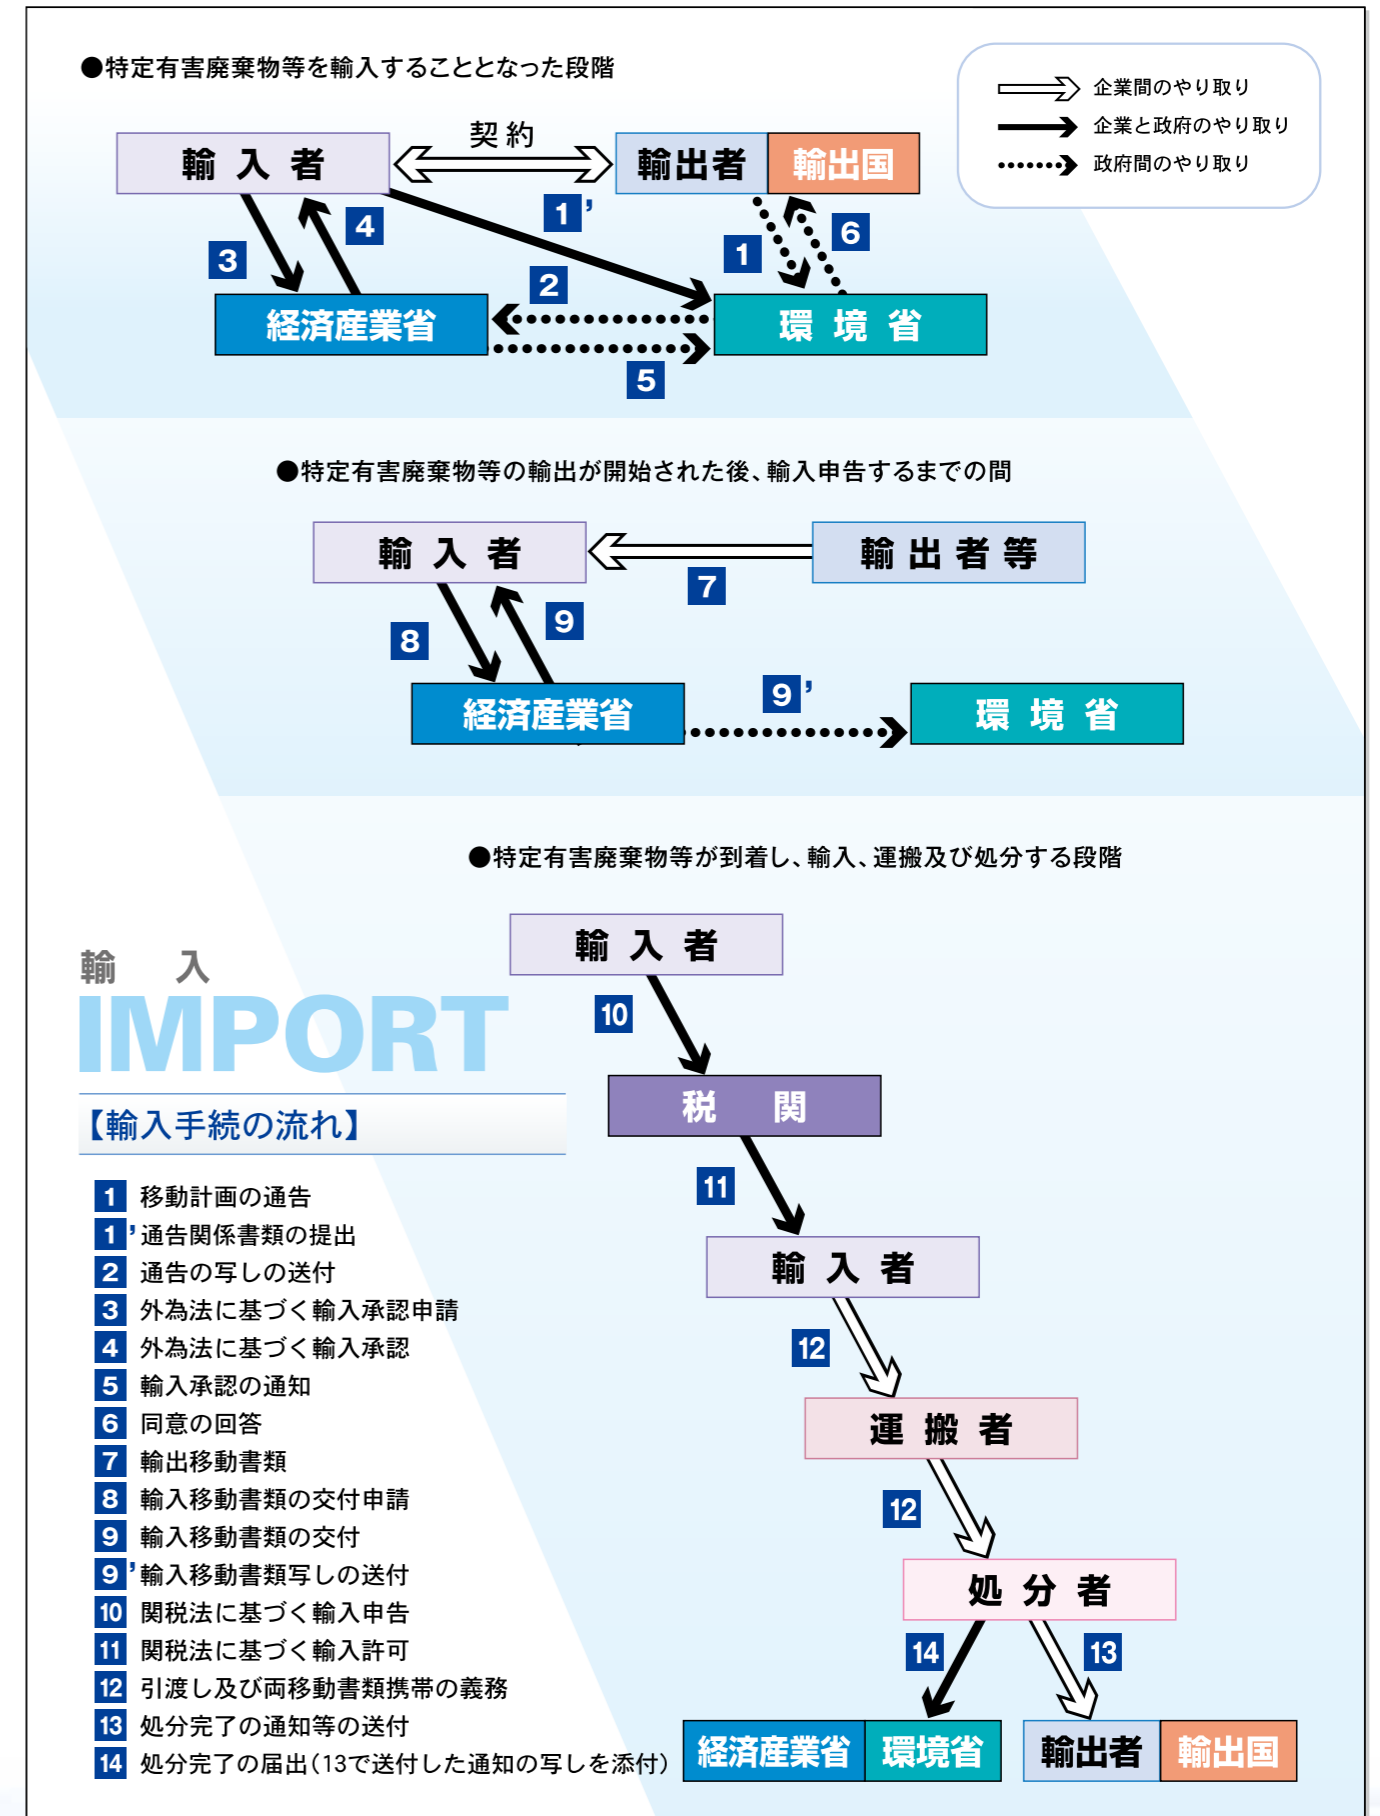 ●特定有害廃棄物等を輸入することとなった段階
企業間のやり取り
企業と政府のやり取り
政府間のやり取り
輸入者
契約
輸出者
輸出国
1’
4
3
1
6
2
経済産業省
環境省
5
●特定有害廃棄物等の輸出が開始された後、輸入申告するまでの間
輸入者
輸出者等
7
8
9
経済産業省
9’
環境省
●特定有害廃棄物等が到着し、輸入、運搬及び処分する段階
輸入者
10
税関
11
輸入者
12
運搬者
12
処分者
14
13
経済産業省
環境省
輸出者
輸出国
輸入
IMPORT
【輸入手続の流れ】
1 移動計画の通告
1’通告関係書類の提出
2 通告の写しの送付
3 外為法に基づく輸入承認申請
4 外為法に基づく輸入承認
5 輸入承認の通知
6 同意の回答
7 輸出移動書類
8 輸入移動書類の交付申請
9 輸入移動書類の交付
9’輸入移動書類写しの送付
10 関税法に基づく輸入申告
11 関税法に基づく輸入許可
12 引渡し及び両移動書類携帯の義務
13 処分完了の通知等の送付
14 処分完了の届出(13で送付した通知の写しを添付)